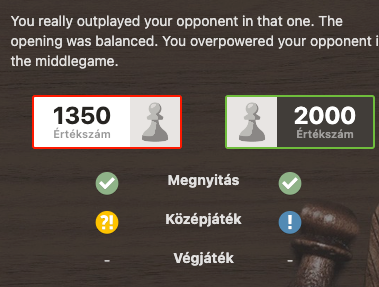 You really outplayed your opponent in that one. The
opening was balanced. You overpowered your opponent i
the middlegame.
1350 2000
Értékszám Értékszám
Megnyitás
?! Középjáték !
- Végjáték -